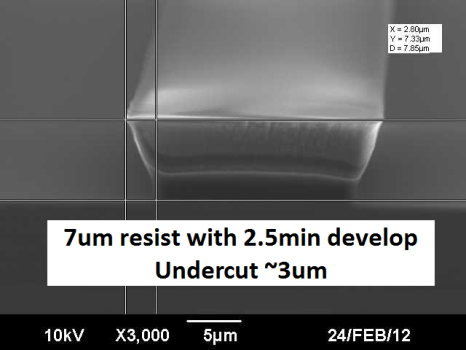 X = 2.80µm
Y = 7.33µm
D = 7.85µm
7um resist with 2.5min develop
Undercut ~3um
10kV X3,000 5µm 24/FEB/12